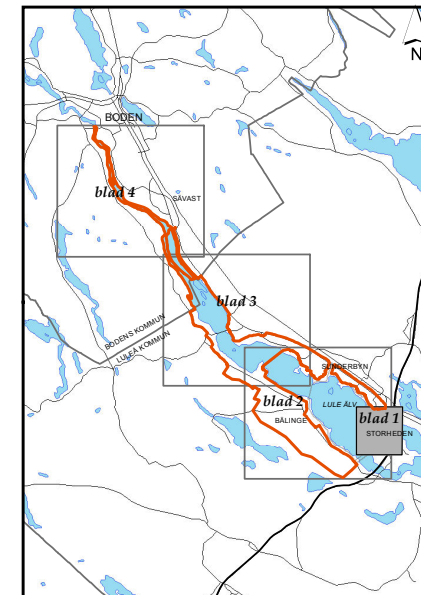 N
BODEN
blad 4
SÄVAST
blad 3
BODENS KOMMUN
LULEÅ KOMMUN
SUNDERBYN
blad 2
LULE ÄLV
blad 1
BÄLINGE
STORHEDEN